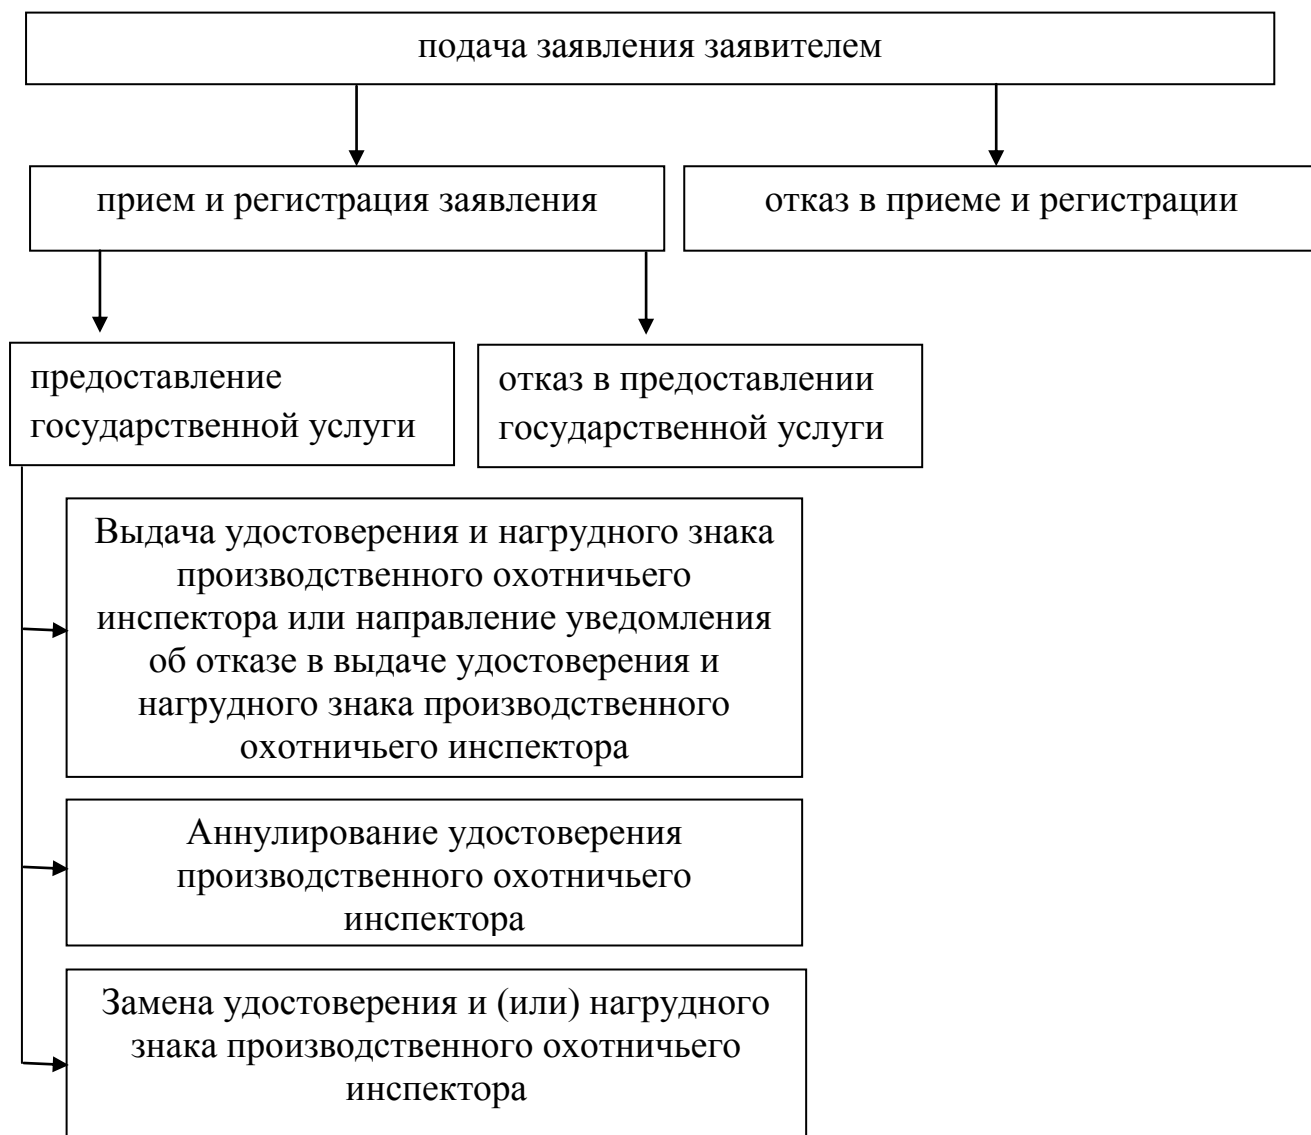 подача заявления заявителем
прием и регистрация заявления
отказ в приеме и регистрации
предоставление
государственной услуги
отказ в предоставлении
государственной услуги
Выдача удостоверения и нагрудного знака
производственного охотничьего
инспектора или направление уведомления
об отказе в выдаче удостоверения и
нагрудного знака производственного
охотничьего инспектора
Аннулирование удостоверения
производственного охотничьего
инспектора
Замена удостоверения и (или) нагрудного
знака производственного охотничьего
инспектора